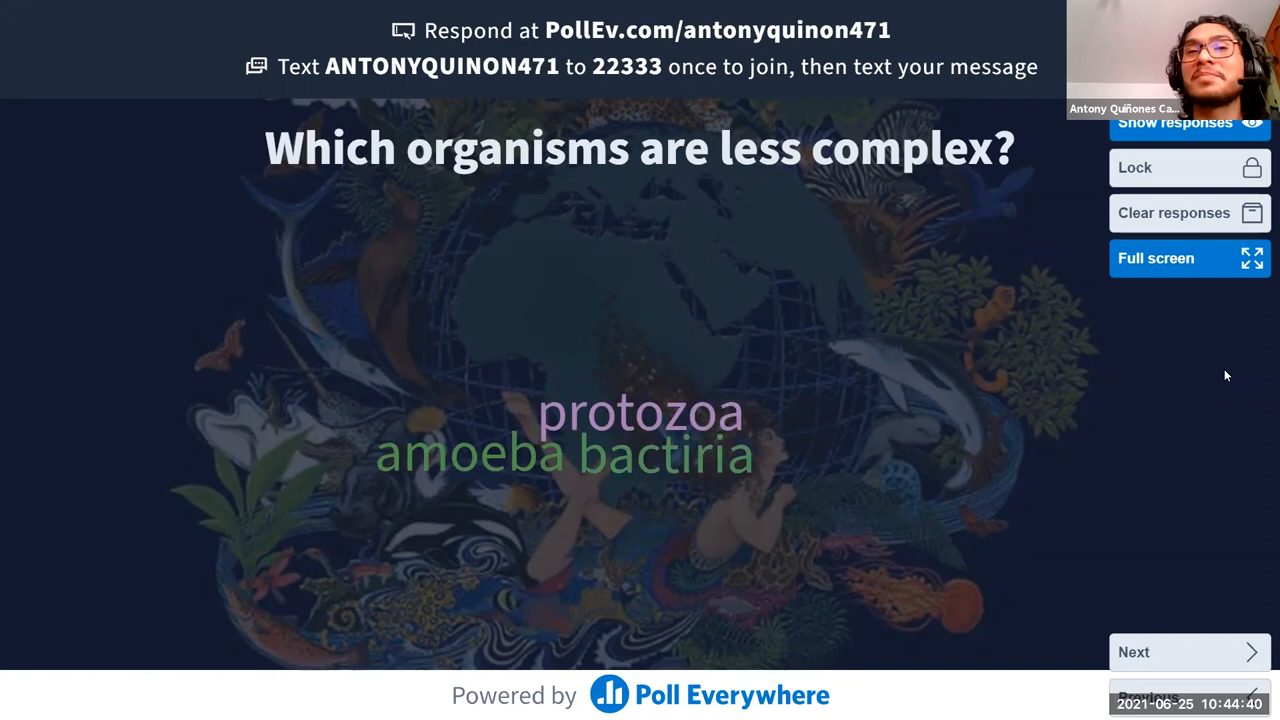 Respond at PollEv.com/antonyquinon471
Text ANTONYQUINON471 to 22333 once to join, then text your message
Antony Quiñones Ca...
Show responses
Which organisms are less complex?
Lock
Clear responses
Full screen
protozoa
amoeba bactiria
Next
Previous
2021-06-25 10:44:40
Powered by Poll Everywhere